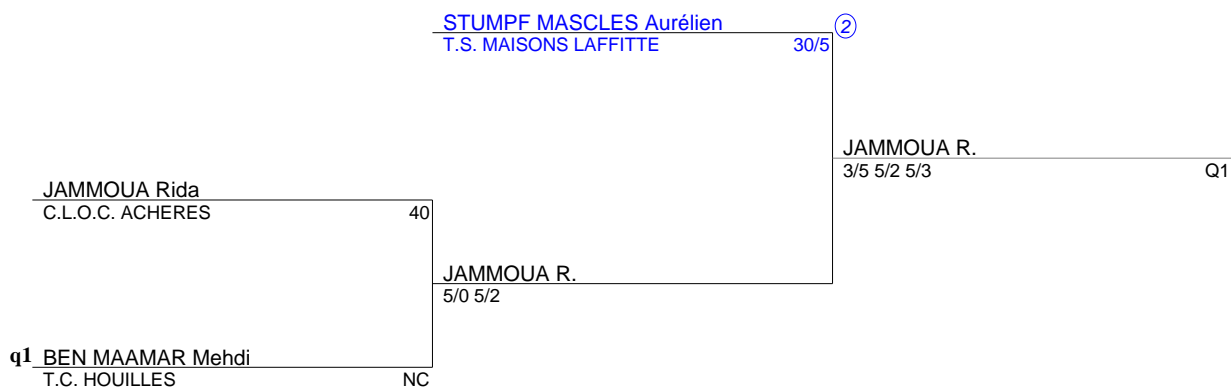 STUMPF MASCLES Aurélien 2
T.S. MAISONS LAFFITTE 30/5
JAMMOUA R.
3/5 5/2 5/3 Q1
JAMMOUA Rida
C.L.O.C. ACHERES 40
JAMMOUA R.
5/0 5/2
q1 BEN MAAMAR Mehdi
T.C. HOUILLES NC